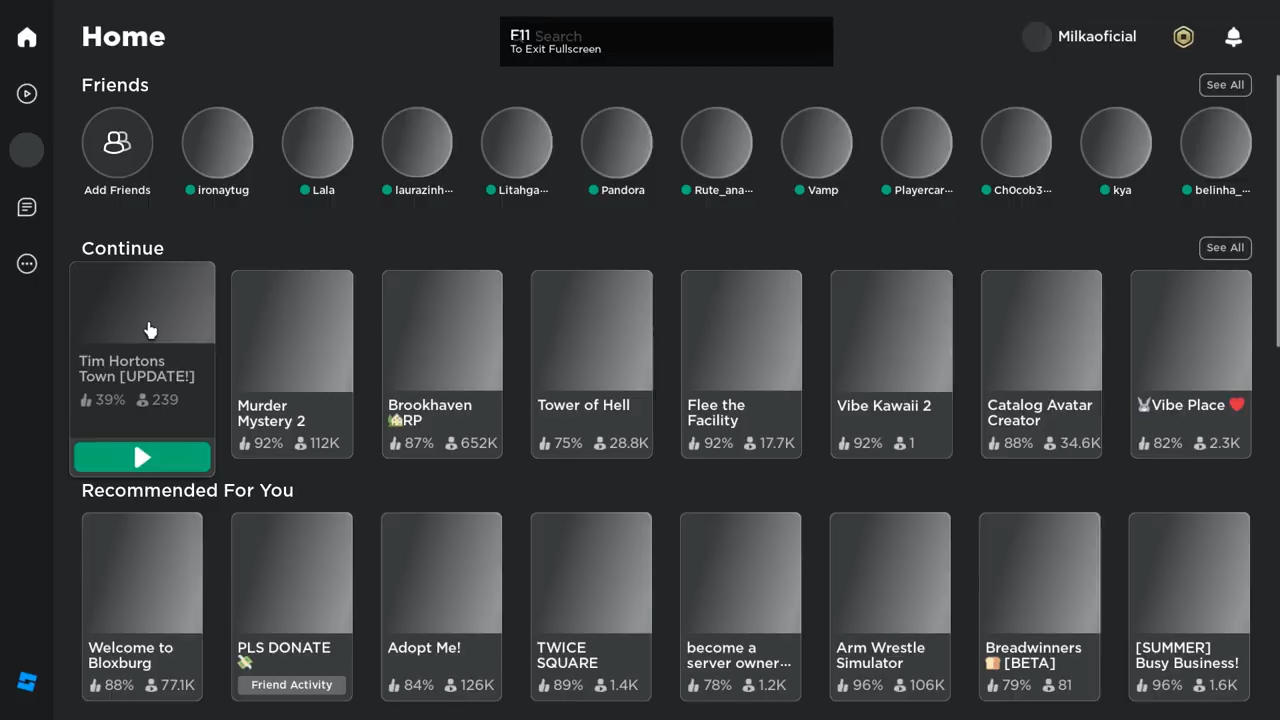 Home
F11 Search
To Exit Fullscreen
Milkaoficial
Friends
See All
Add Friends
ironaytug
Lala
laurazinh...
Litahga...
Pandora
Rute_ana...
Vamp
Playercar...
Ch0cob3...
kya
belinha_...
Continue
See All
Tim Hortons
Town [UPDATE!]
39% 239
Murder
Mystery 2
92% 112K
Brookhaven
🏡RP
87% 652K
Tower of Hell
75% 28.8K
Flee the
Facility
92% 17.7K
Vibe Kawaii 2
92% 1
Catalog Avatar
Creator
88% 34.6K
🐰Vibe Place ♥️
82% 2.3K
Recommended For You
Welcome to
Bloxburg
88% 77.1K
PLS DONATE
💸
Friend Activity
Adopt Me!
84% 126K
TWICE
SQUARE
89% 1.4K
become a
server owner...
78% 1.2K
Arm Wrestle
Simulator
96% 106K
Breadwinners
🍞 [BETA]
79% 81
[SUMMER]
Busy Business!
96% 1.6K